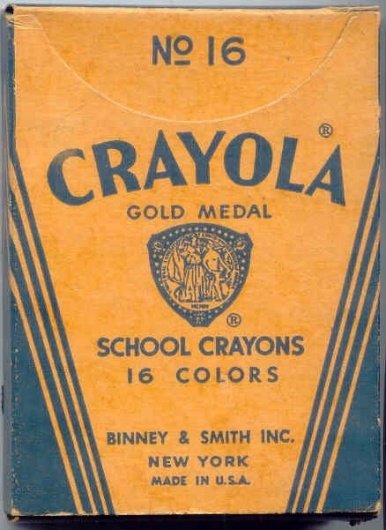 No 16
CRAYOLA®
GOLD MEDAL
®
SCHOOL CRAYONS
16 COLORS
BINNEY & SMITH INC.
NEW YORK
MADE IN U.S.A.